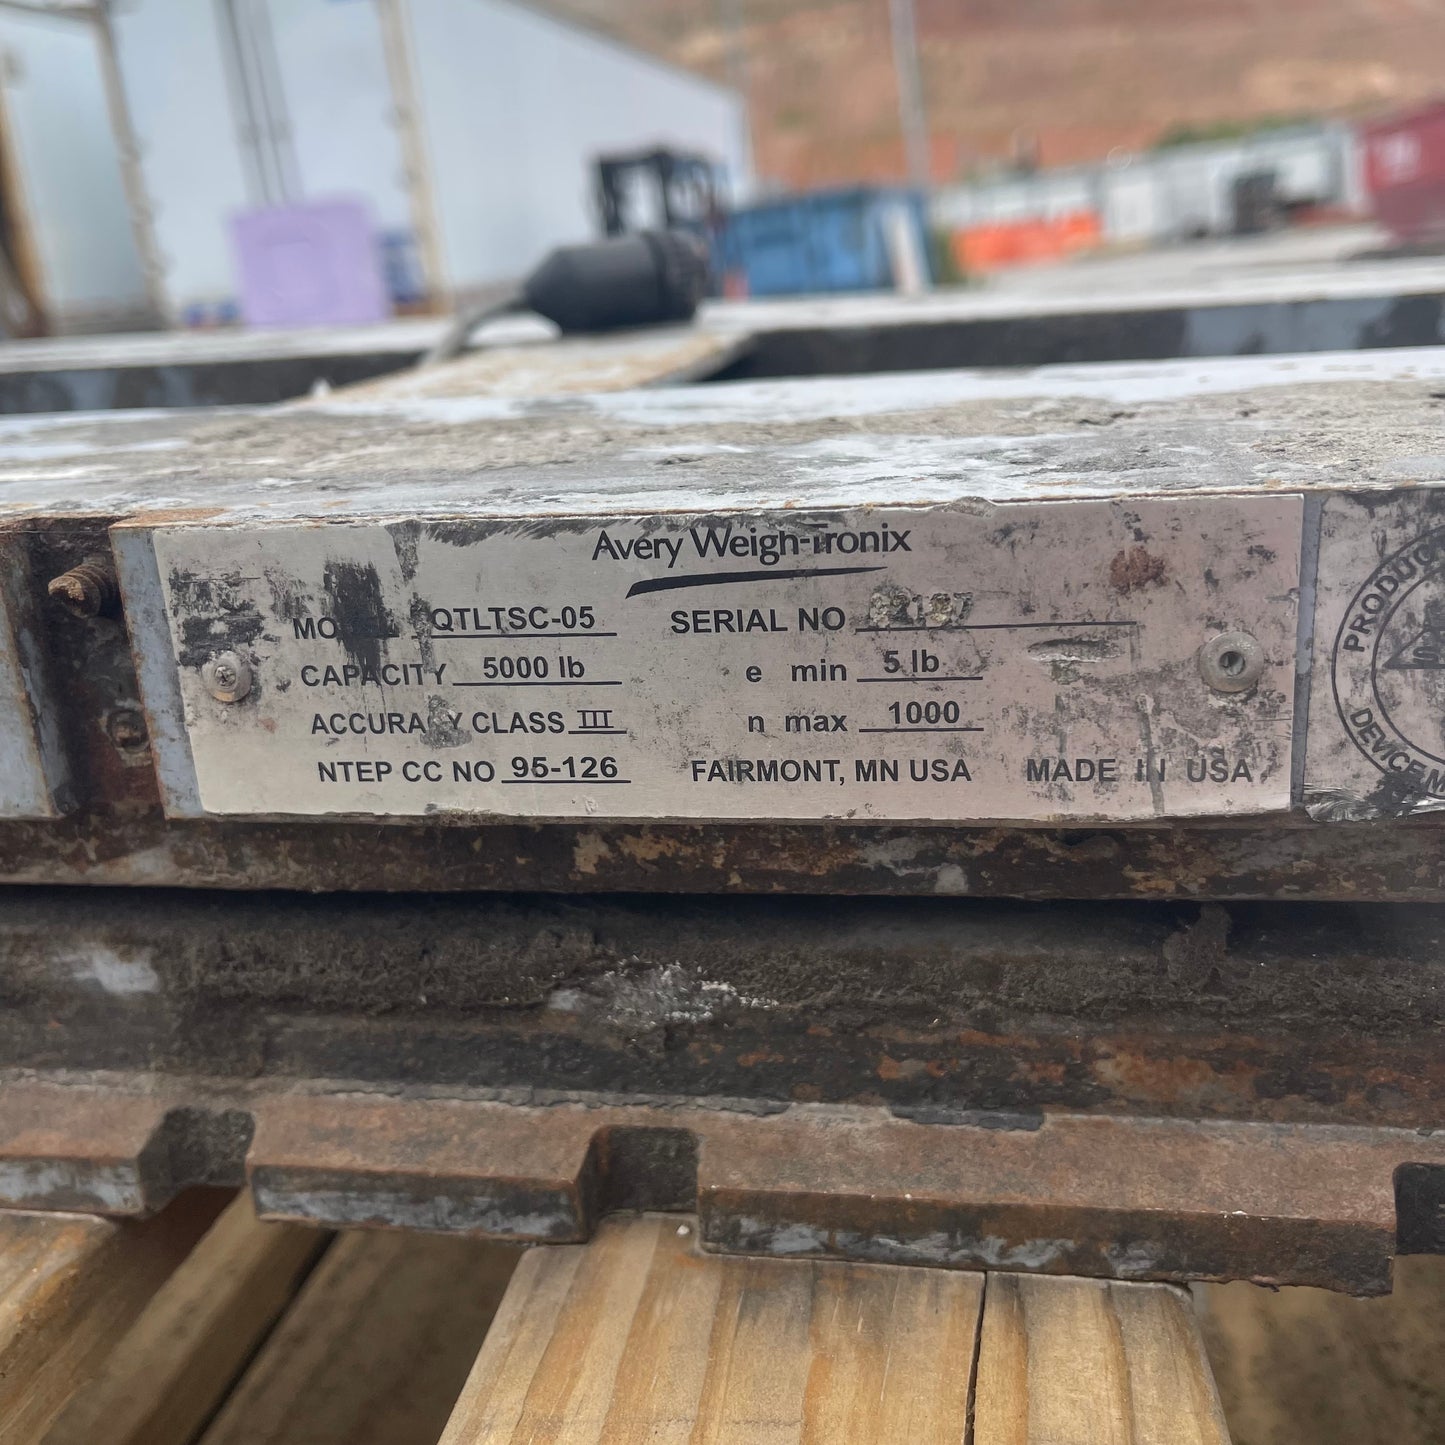 Avery Weigh-Tronix
QTLTSC-05 SERIAL NO
CAPACITY 5000 lb e min 5 lb
ACCURACY CLASS III n max 1000
NTEP CC NO 95-126 FAIRMONT, MN USA MADE IN USA